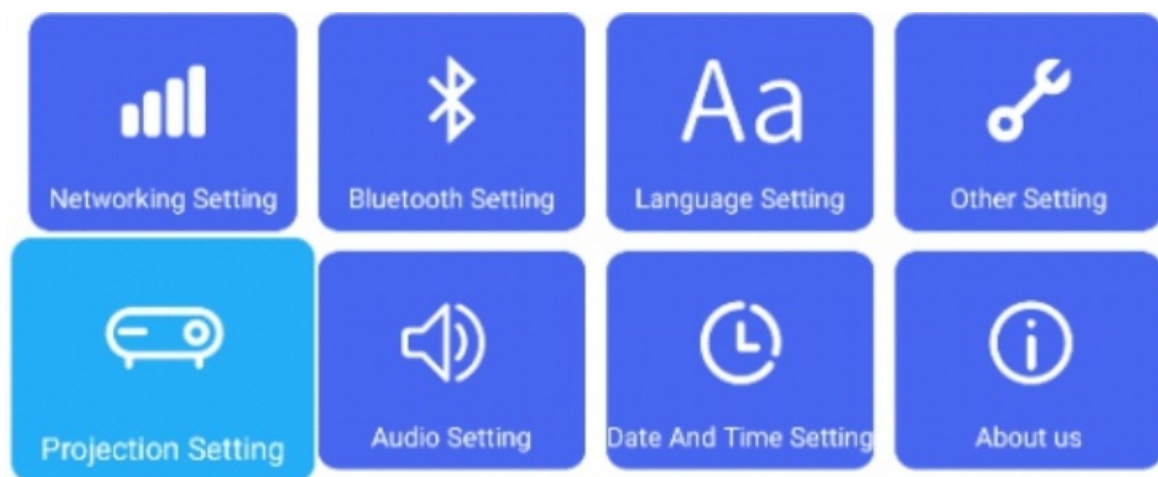 Networking Setting
Bluetooth Setting
Aa
Language Setting
Other Setting
Projection Setting
Audio Setting
Date And Time Setting
About us